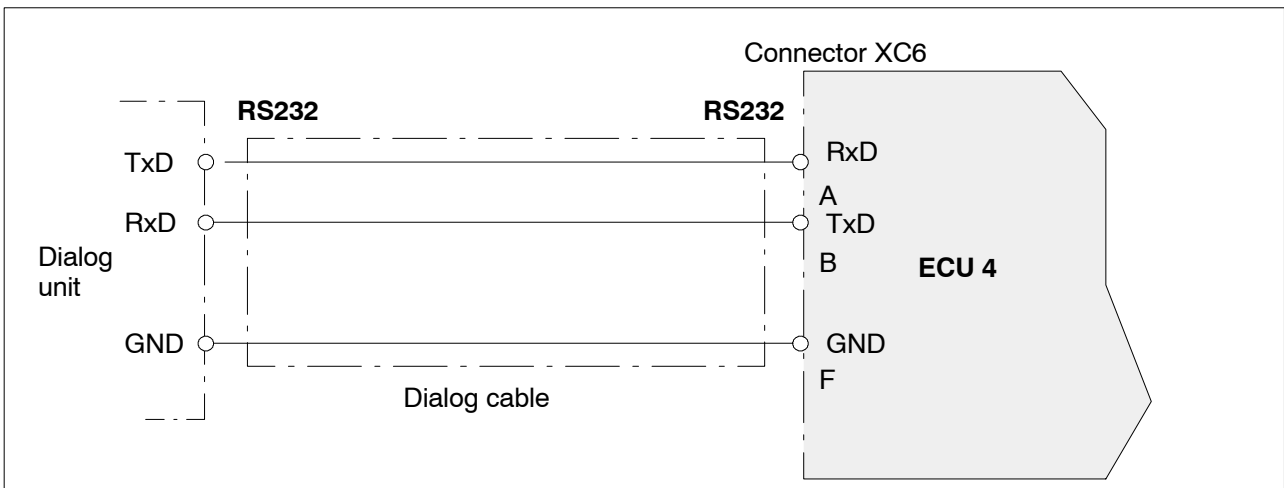 Connector XC6
RS232 RS232
TxD RxD
A
RxD TxD
Dialog
unit
B
ECU 4
GND GND
F
Dialog cable